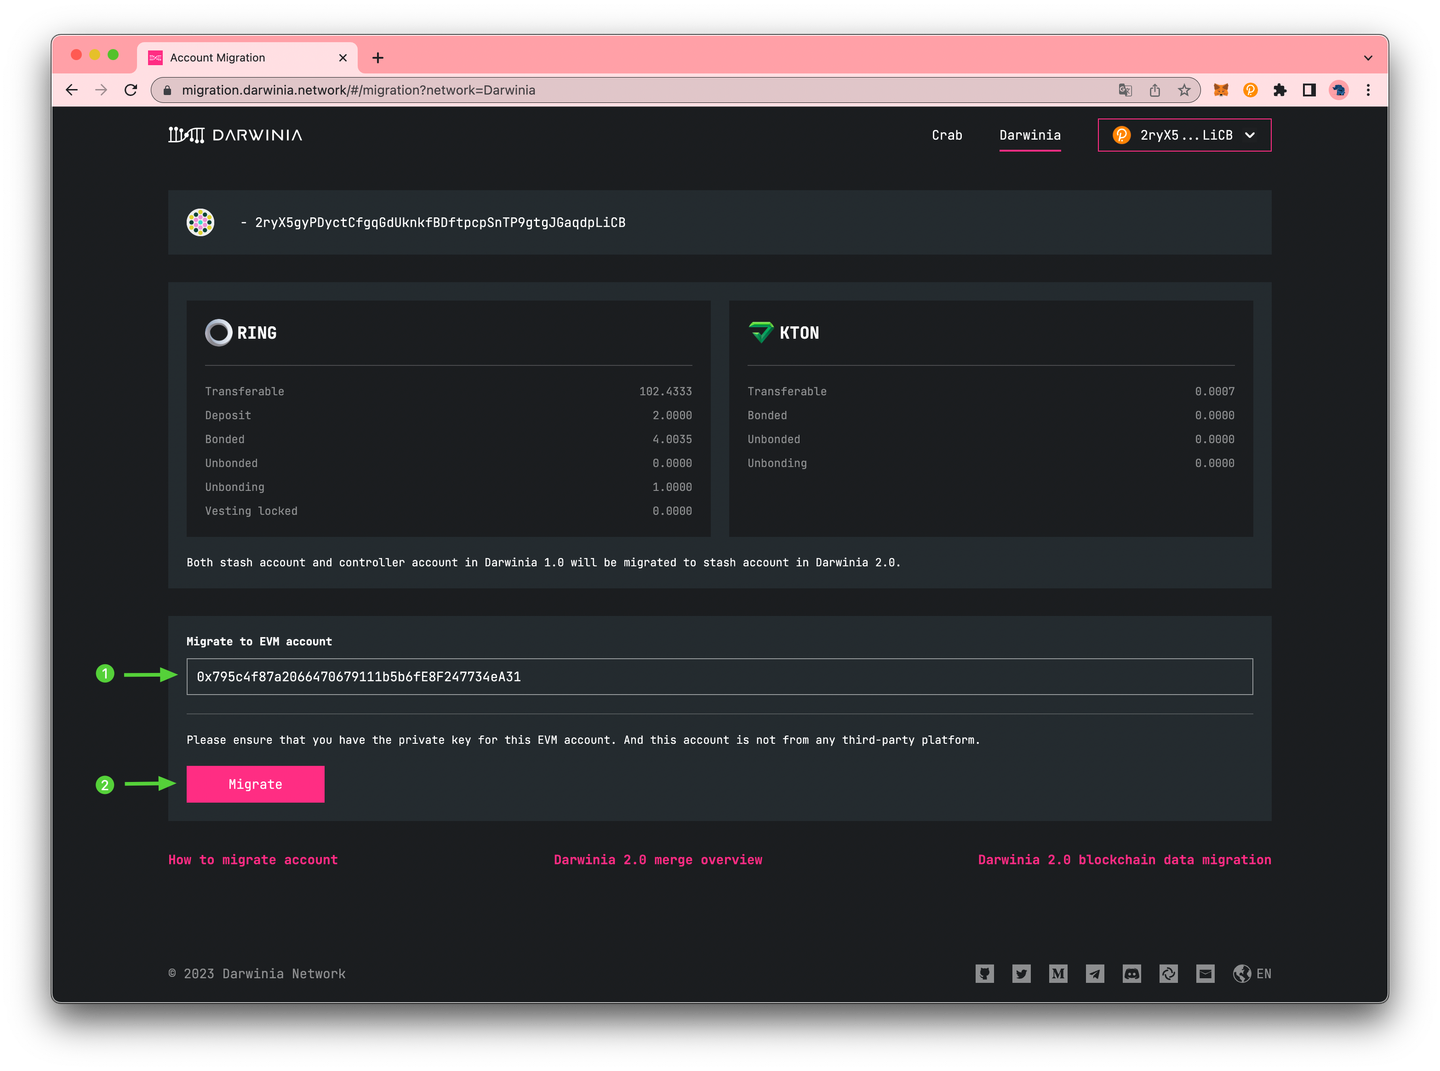 Account Migration
migration.darwinia.network/#/migration?network=Darwinia
DARWINIA
Crab
Darwinia
2ryX5...LiCB
- 2ryX5gyPDyctCfgqGdUknkfBDftpcpSnTP9gtgJGaqdpLiCB
RING
Transferable 102.4333
Deposit 2.0000
Bonded 4.0035
Unbonded 0.0000
Unbonding 1.0000
Vesting locked 0.0000
KTON
Transferable 0.0007
Bonded 0.0000
Unbonded 0.0000
Unbonding 0.0000
Both stash account and controller account in Darwinia 1.0 will be migrated to stash account in Darwinia 2.0.
Migrate to EVM account
1
0x795c4f87a2066470679111b5b6fE8F247734eA31
Please ensure that you have the private key for this EVM account. And this account is not from any third-party platform.
2
Migrate
How to migrate account
Darwinia 2.0 merge overview
Darwinia 2.0 blockchain data migration
© 2023 Darwinia Network
EN